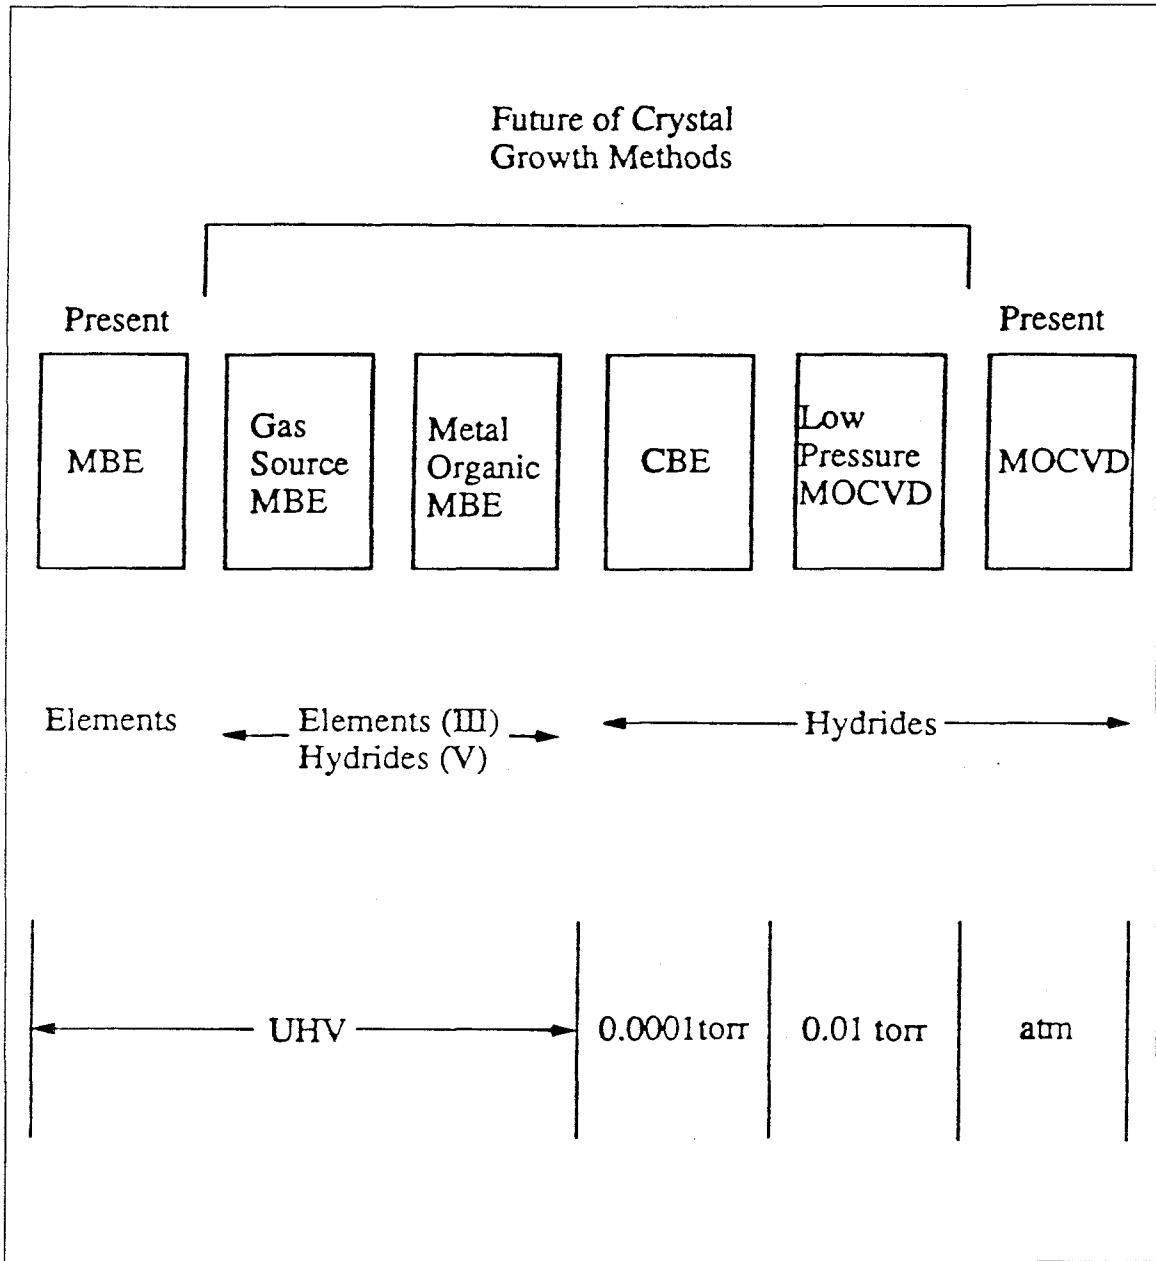 Future of Crystal
Growth Methods
Present
Present
MBE
Gas
Source
MBE
Metal
Organic
MBE
CBE
Low
Pressure
MOCVD
MOCVD
Elements
Elements (III)
Hydrides (V)
Hydrides
UHV
0.0001torr
0.01 torr
atm